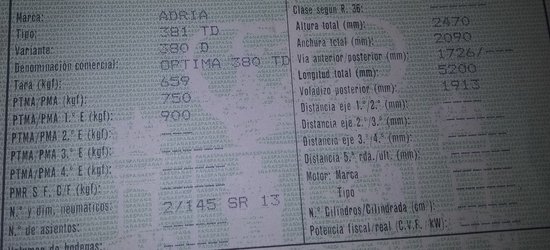 Marca: ADRIA
Tipo: 381 TD
Variante: 380 D
Denominación comercial: OPTIMA 380 TD
Tara (kgf): 659
PTMA/PMA (kgf): 750
PTMA/PMA 1.° E (kgf): 900
PTMA/PMA 2.° E (kgf): ----
PTMA/PMA 3.° E (kgf): ----
PTMA/PMA 4.° E (kgf): ----
PMR S F. C/F (kgf): ----
N.° y dim. neumáticos: 2/145 SR 13
N.° de asientos: ----
Volumen de bodegas: ----
Clase según R. 36: ----
Altura total (mm): 2470
Anchura total (mm): 2090
Vía anterior/posterior (mm): 1726/---
Longitud total (mm): 5200
Voladizo posterior (mm): 1913
Distancia eje 1.°/2.° (mm): ----
Distancia eje 2.°/3.° (mm): ----
Distancia eje 3.°/4.° (mm): ----
Distancia 5.ª rda./ult. (mm): ----
Motor: Marca ----
Tipo ----
N.° Cilindros/Cilindrada (cm³): ----
Potencia fiscal/real (C.V.F./KW): ----